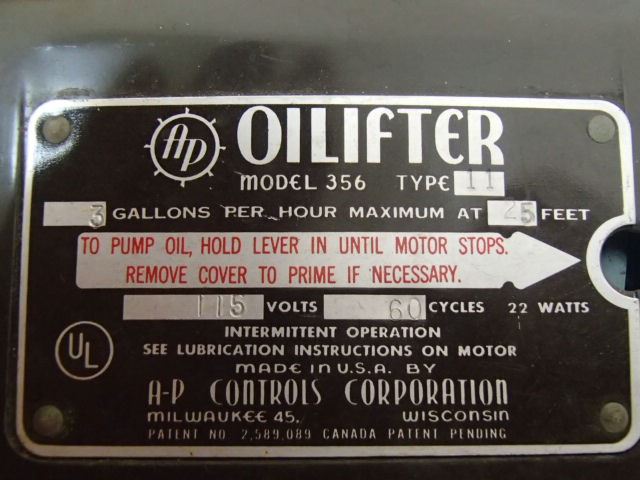 AP OILIFTER
MODEL 356 TYPE 11
3 GALLONS PER HOUR MAXIMUM AT 25 FEET
TO PUMP OIL, HOLD LEVER IN UNTIL MOTOR STOPS.
REMOVE COVER TO PRIME IF NECESSARY.
115 VOLTS 60 CYCLES 22 WATTS
UL
INTERMITTENT OPERATION
SEE LUBRICATION INSTRUCTIONS ON MOTOR
MADE IN U.S.A. BY
A-P CONTROLS CORPORATION
MILWAUKEE 45, WISCONSIN
PATENT NO. 2,589,089 CANADA PATENT PENDING